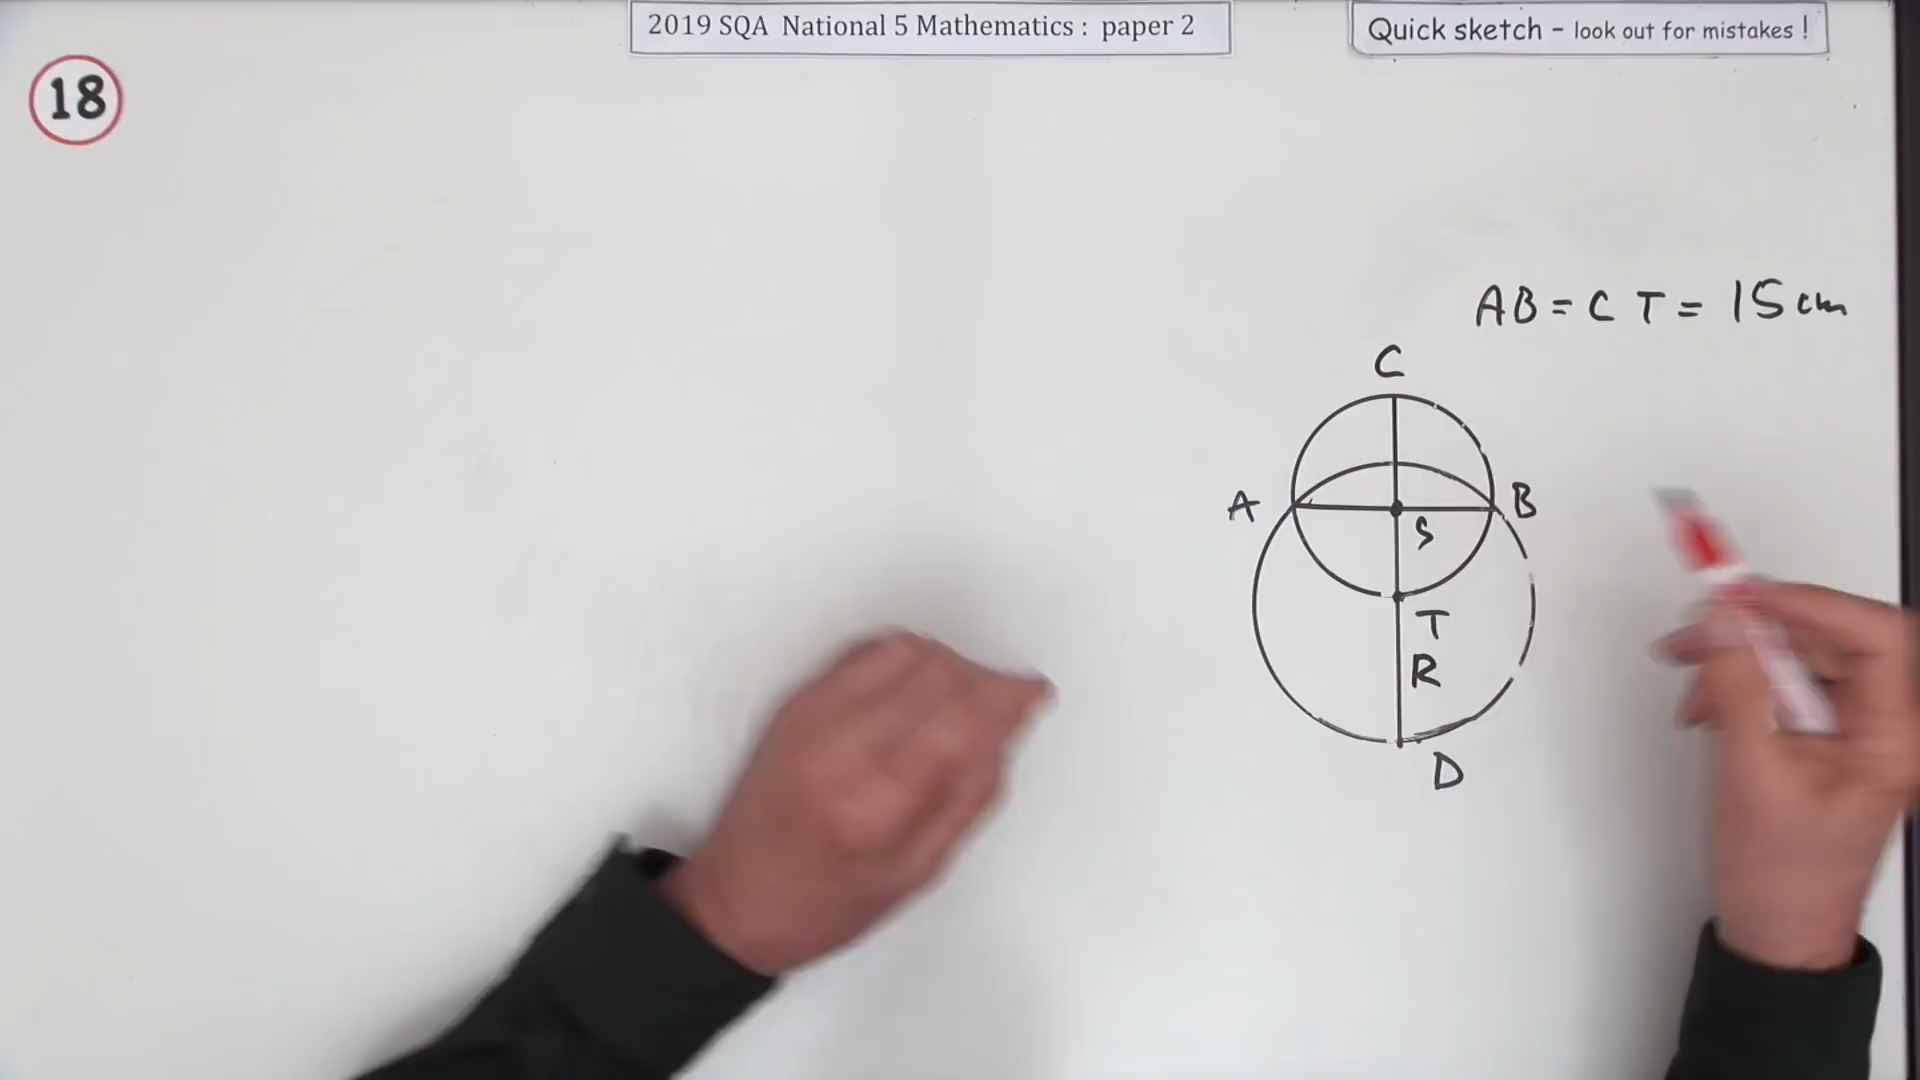 2019 SQA National 5 Mathematics : paper 2
Quick sketch - look out for mistakes !
18
AB = CT = 15 cm
C
A
B
S
T
R
D